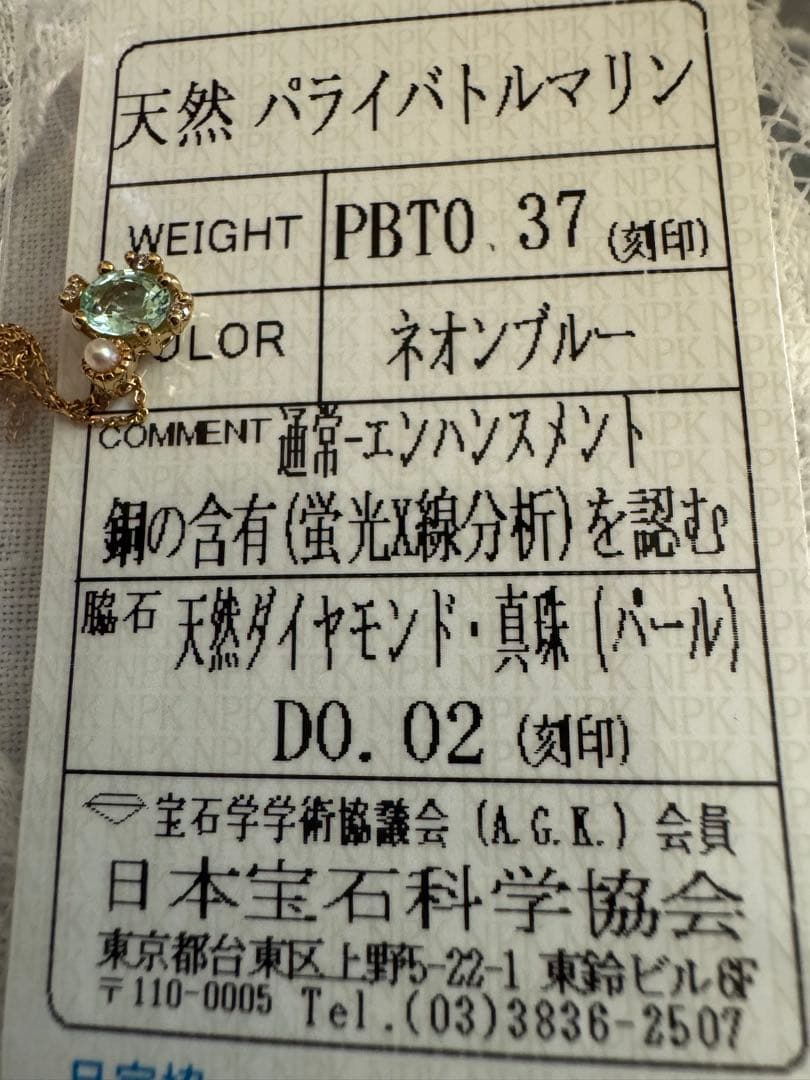 天然 パライバトルマリン
WEIGHT PBT0.37 (刻印)
OLOR ネオンブルー
COMMENT 通常-エンハンスメント
銅の含有(蛍光X線分析)を認む
脇石 天然ダイヤモンド・真珠(パール)
D0.02 (刻印)
宝石学学術協議会 (A.G.K.) 会員
日本宝石科学協会
東京都台東区上野5-22-1 東鈴ビル6F
〒110-0005 Tel.(03)3836-2507